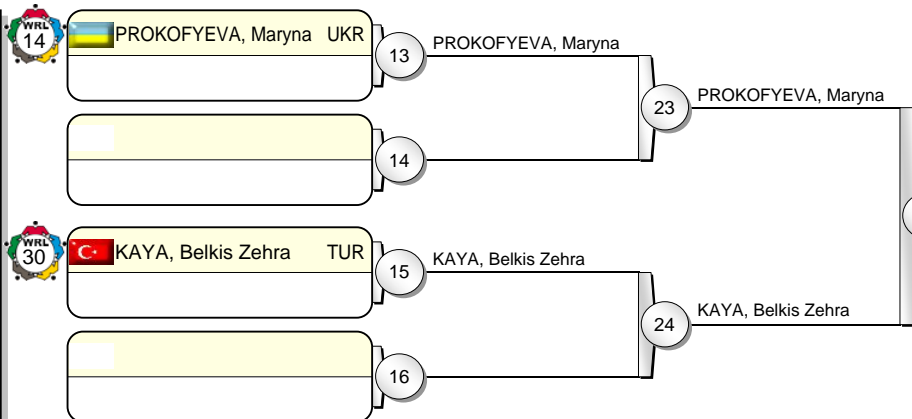 WRL
14
PROKOFYEVA, Maryna UKR
13
PROKOFYEVA, Maryna
23
PROKOFYEVA, Maryna
14
WRL
30
KAYA, Belkis Zehra TUR
15
KAYA, Belkis Zehra
24
KAYA, Belkis Zehra
16